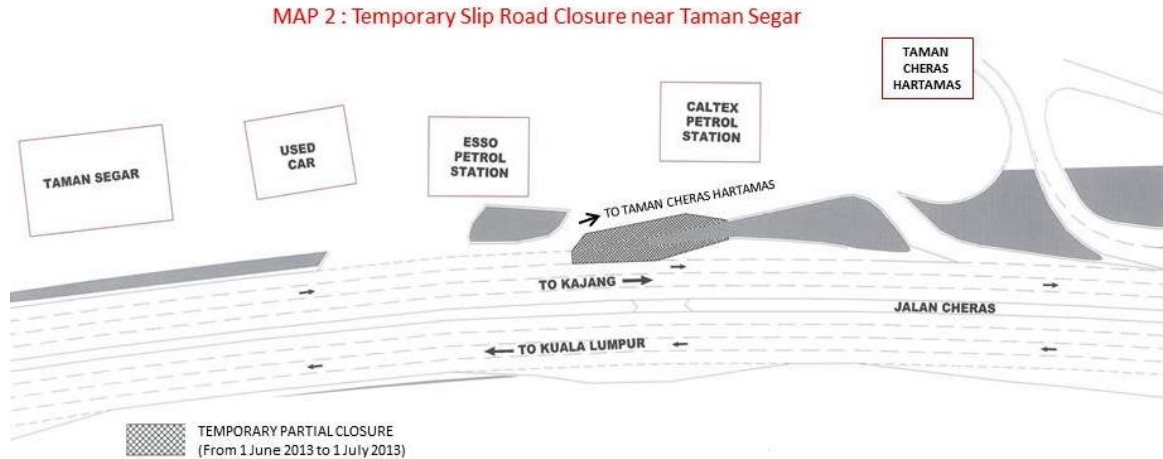 MAP 2 : Temporary Slip Road Closure near Taman Segar
TAMAN
CHERAS
HARTAMAS
CALTEX
PETROL
STATION
USED
CAR
ESSO
PETROL
STATION
TAMAN SEGAR
TO TAMAN CHERAS HARTAMAS
TO KAJANG
JALAN CHERAS
TO KUALA LUMPUR
TEMPORARY PARTIAL CLOSURE
(From 1 June 2013 to 1 July 2013)